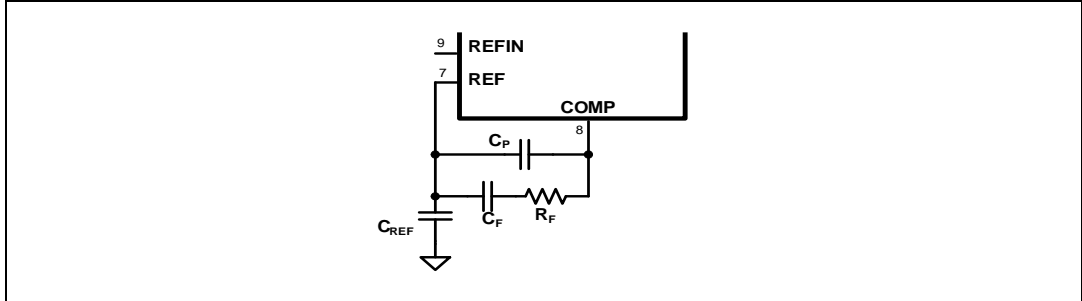 9 REFIN
7 REF
COMP
8
CP
CF RF
CREF